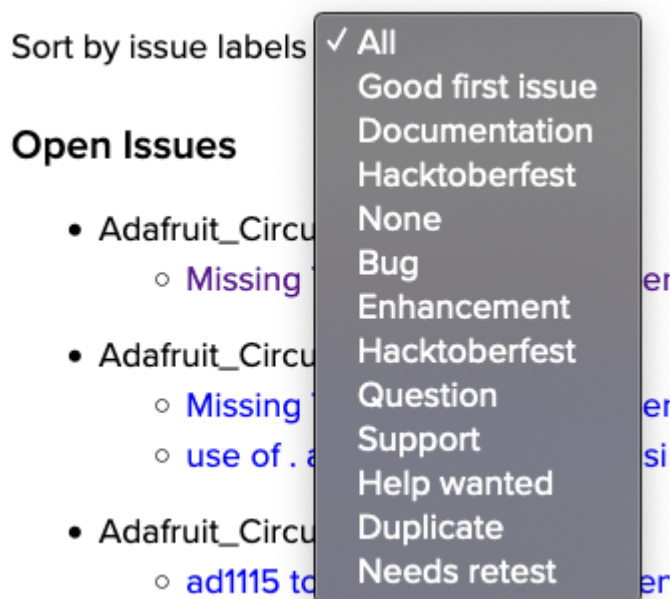 Sort by issue labels ✓ All
Good first issue
Open Issues
Documentation
Hacktoberfest
Adafruit_Circu
None
Missing
Bug
Enhancement
Adafruit_Circu
Hacktoberfest
Missing
Question
use of .
Support
Help wanted
Adafruit_Circu
Duplicate
ad1115
Needs retest